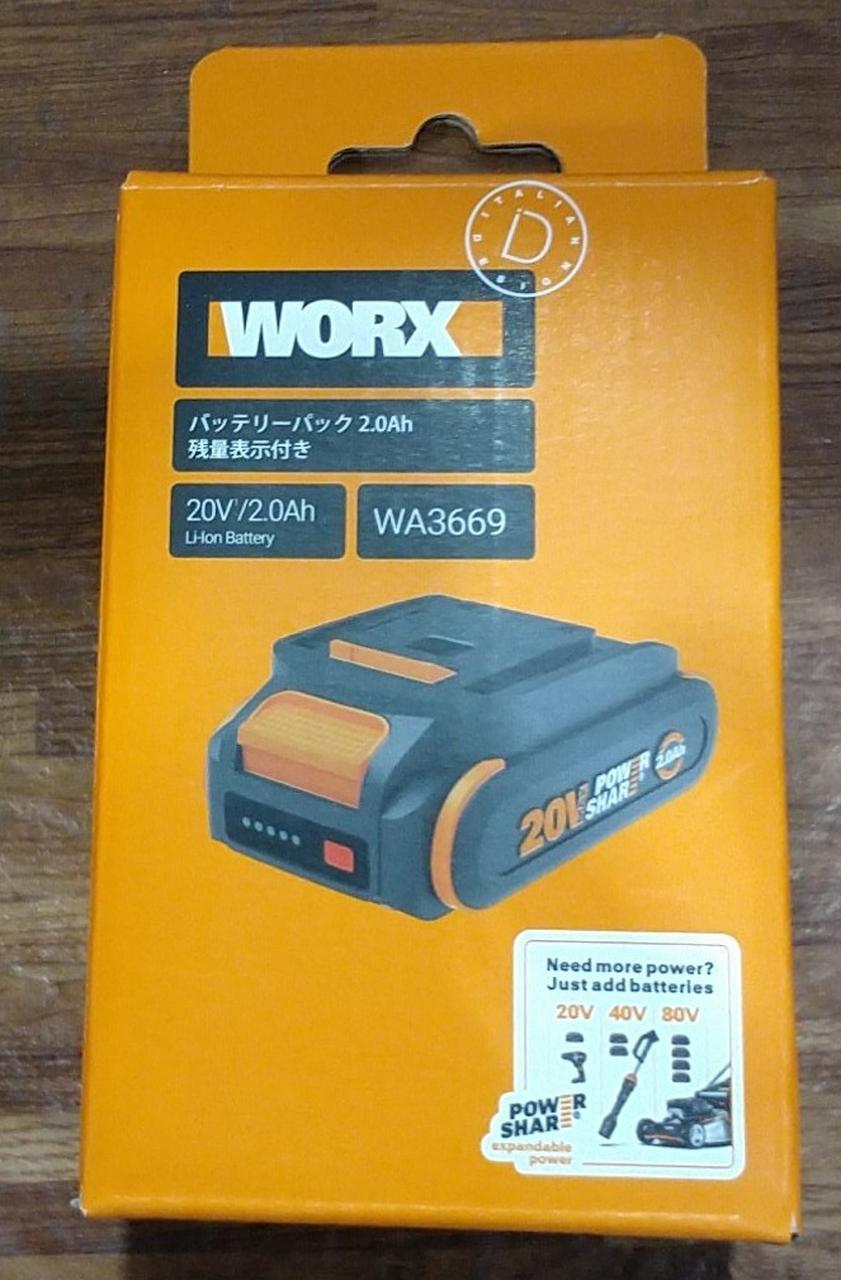 ITALIAN DESIGN
D
WORX
バッテリーパック 2.0Ah
残量表示付き
20V/2.0Ah
Li-Ion Battery
WA3669
20V
POWER
SHARE
2.0Ah
Need more power?
Just add batteries
20V 40V 80V
POWER
SHARE
expandable
power